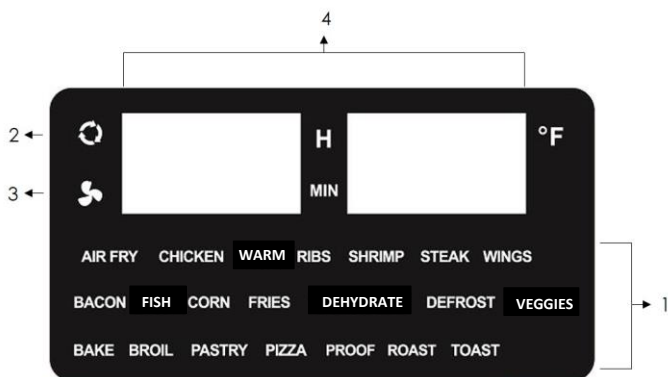 4
2
H
°F
3
MIN
AIR FRY CHICKEN WARM RIBS SHRIMP STEAK WINGS
BACON FISH CORN FRIES DEHYDRATE DEFROST VEGGIES
1
BAKE BROIL PASTRY PIZZA PROOF ROAST TOAST